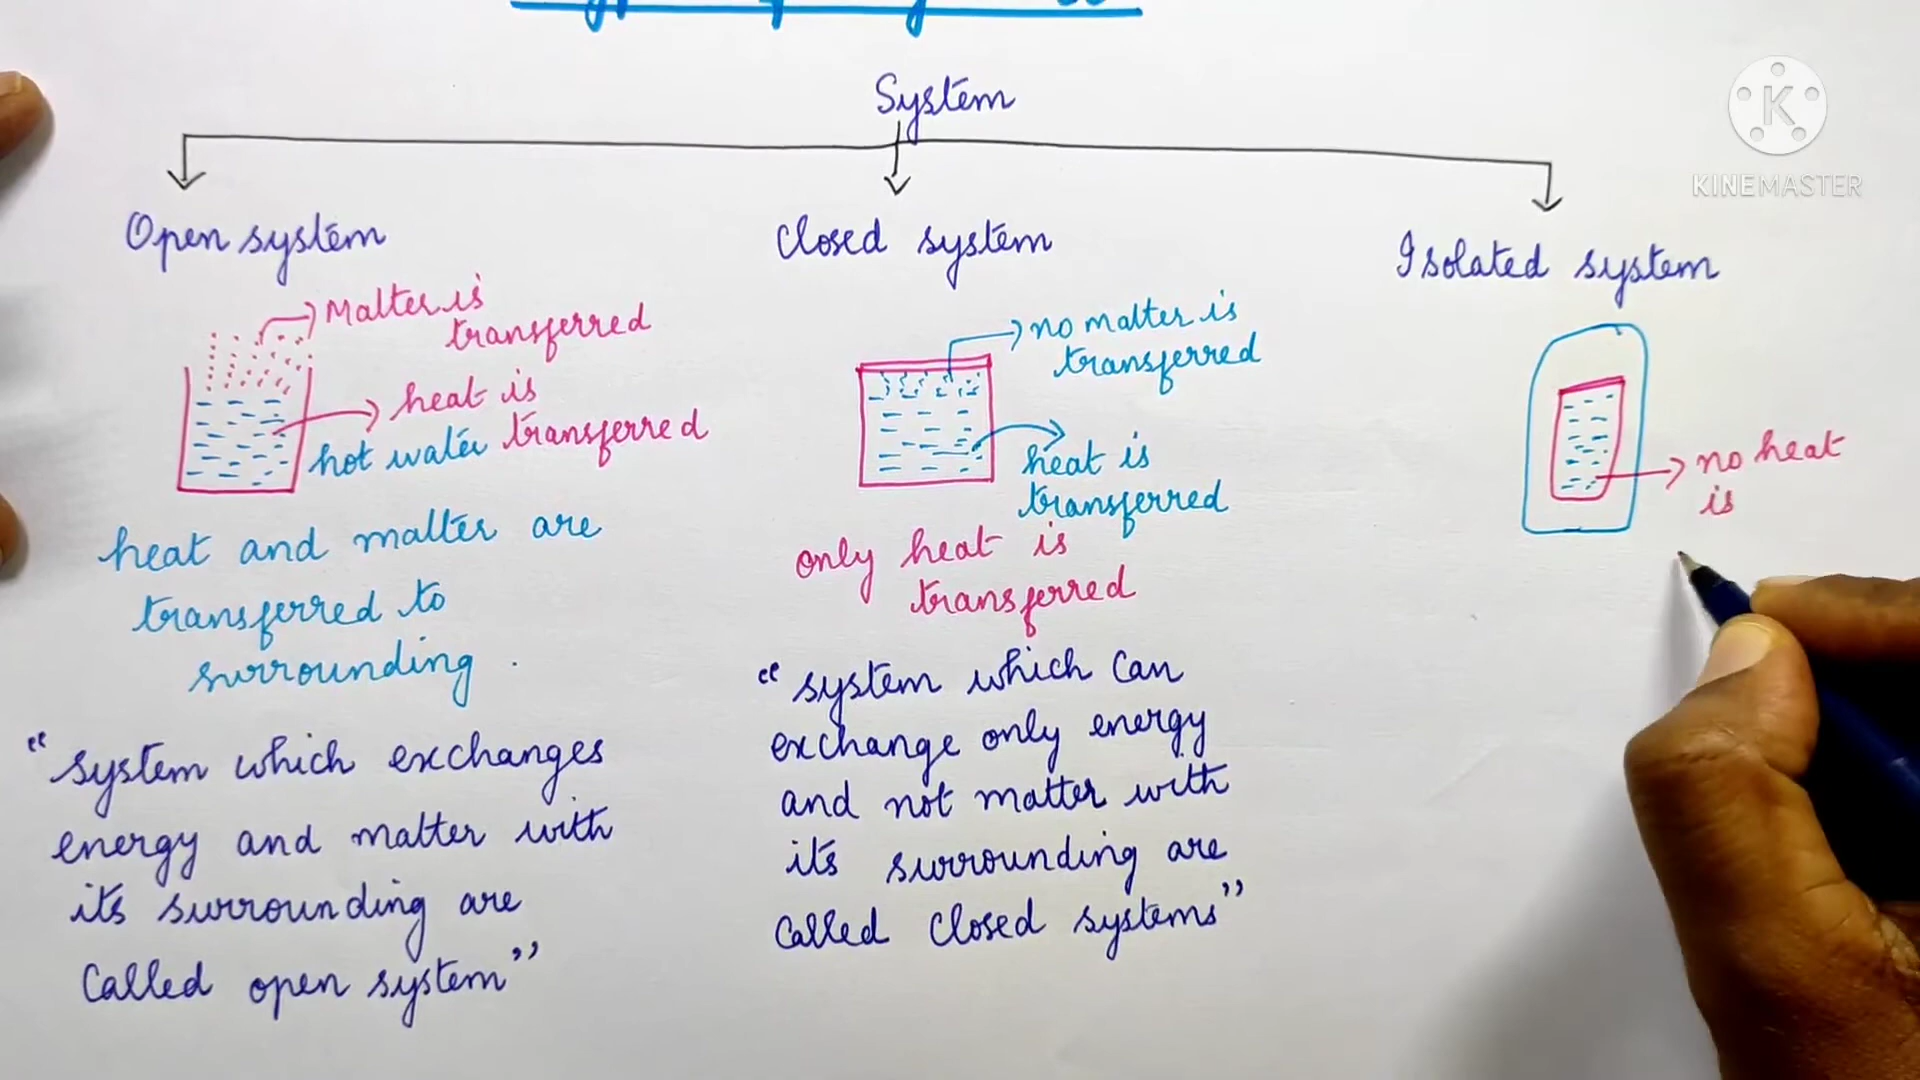 System
Open system
Matter is
transferred
heat is
transferred
hot water
heat and matter are
transferred to
surrounding.
"system which exchanges
energy and matter with
its surrounding are
called open system"
Closed system
no matter is
transferred
heat is
transferred
only heat is
transferred
"system which can
exchange only energy
and not matter with
its surrounding are
called closed systems"
Isolated system
no heat
is
K
KINEMASTER